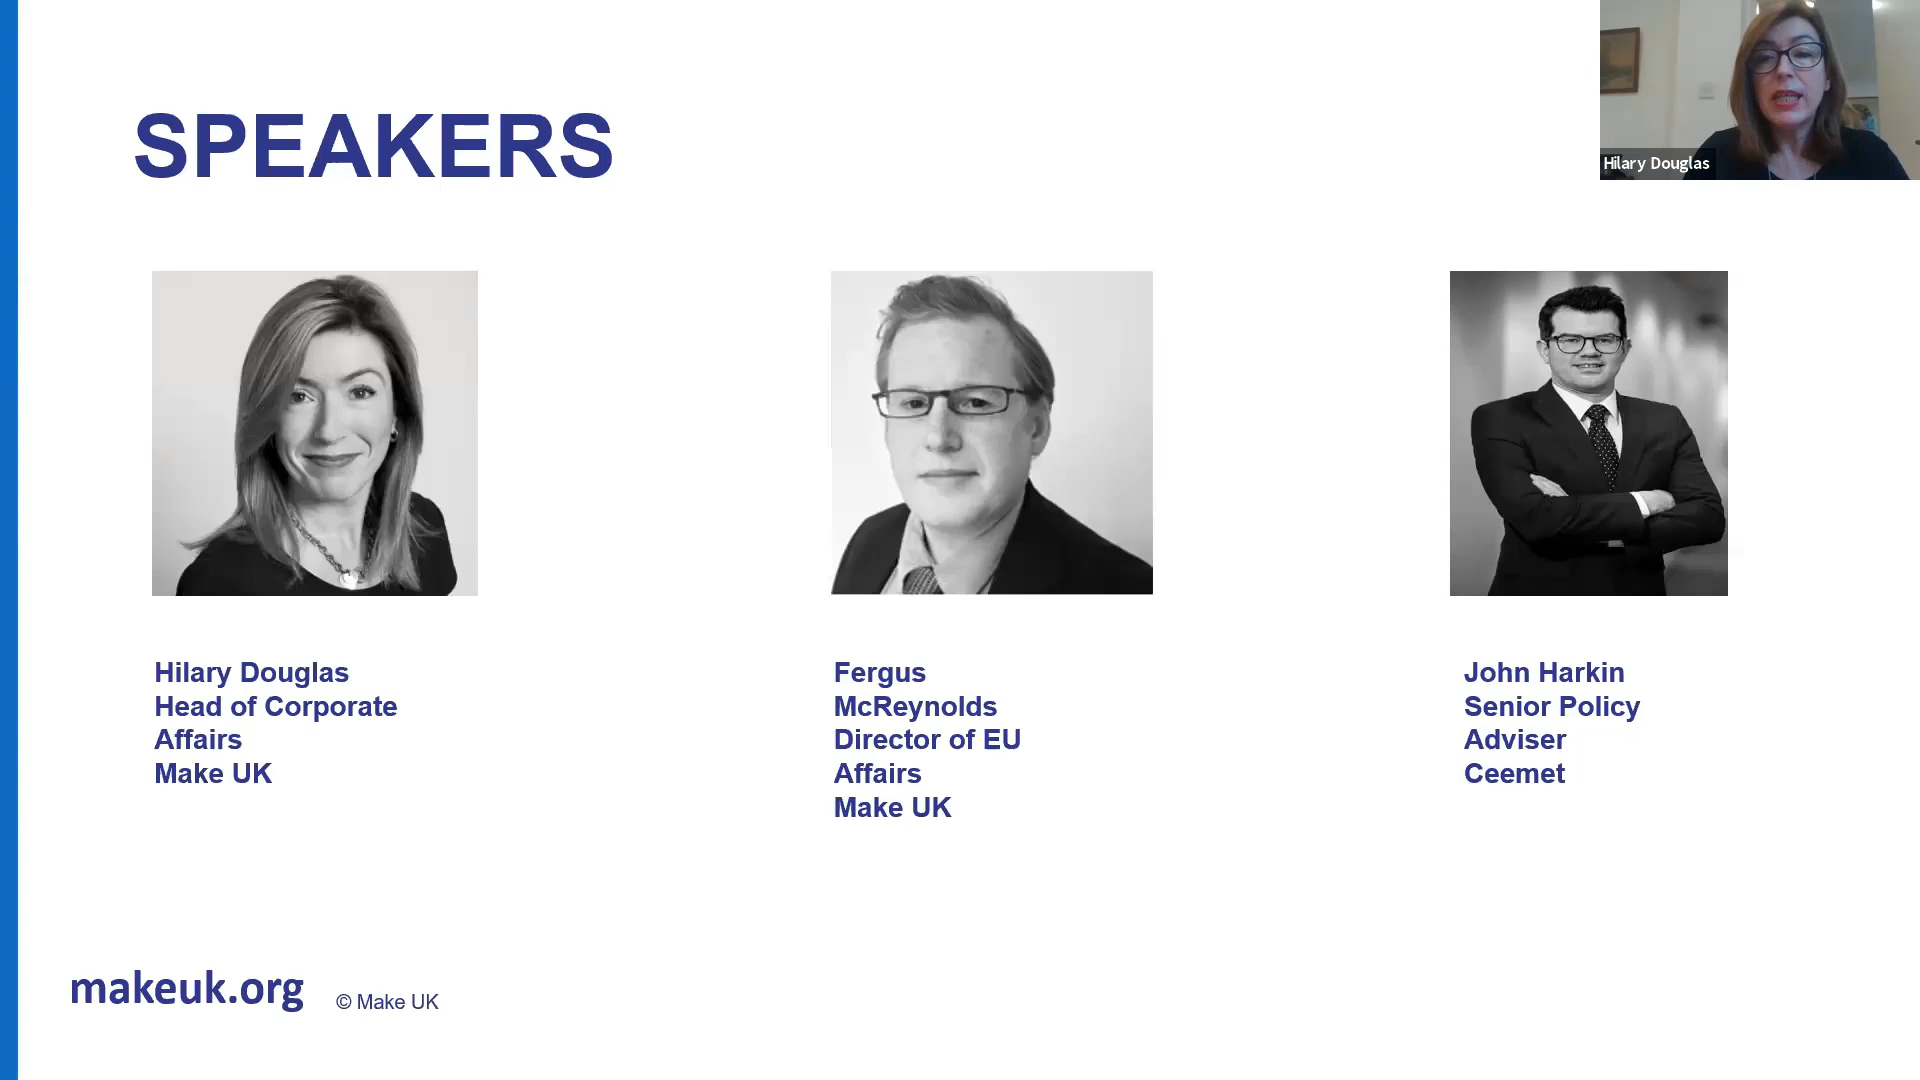 SPEAKERS
Hilary Douglas
Hilary Douglas
Head of Corporate
Affairs
Make UK
Fergus
McReynolds
Director of EU
Affairs
Make UK
John Harkin
Senior Policy
Adviser
Ceemet
makeuk.org
© Make UK